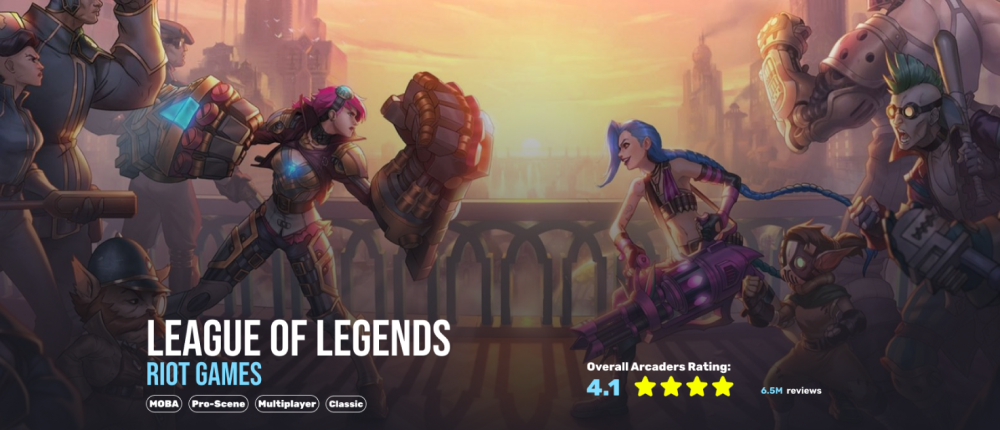 LEAGUE OF LEGENDS
RIOT GAMES
MOBA Pro-Scene Multiplayer Classic
Overall Arcaders Rating:
4.1
6.5M reviews